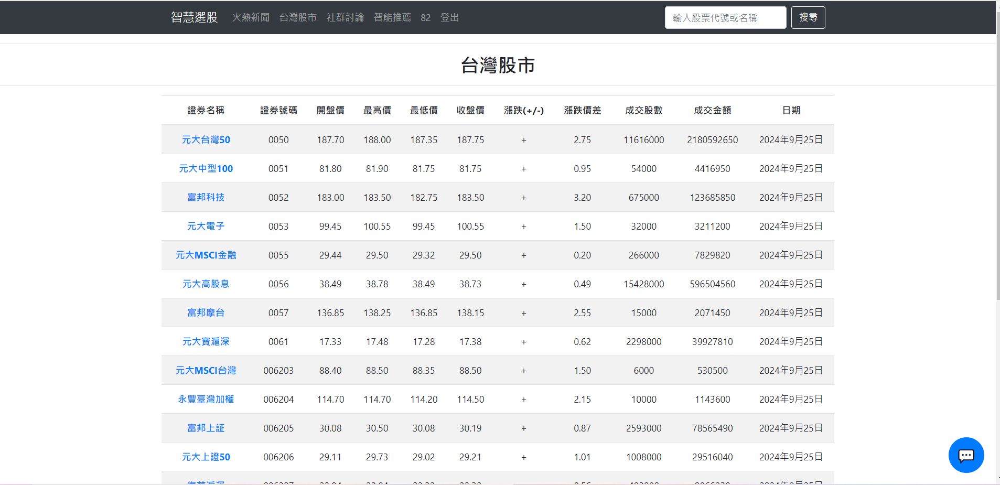 智慧選股 火熱新聞 台灣股市 社群討論 智能推薦 82 登出 輸入股票代號或名稱 搜尋
台灣股市
證券名稱 證券號碼 開盤價 最高價 最低價 收盤價 漲跌(+/-) 漲跌價差 成交股數 成交金額 日期
元大台灣50 0050 187.70 188.00 187.35 187.75 + 2.75 11616000 2180592650 2024年9月25日
元大中型100 0051 81.80 81.90 81.75 81.75 + 0.95 54000 4416950 2024年9月25日
富邦科技 0052 183.00 183.50 182.75 183.50 + 3.20 675000 123685850 2024年9月25日
元大電子 0053 99.45 100.55 99.45 100.55 + 1.50 32000 3211200 2024年9月25日
元大MSCI金融 0055 29.44 29.50 29.32 29.50 + 0.20 266000 7829820 2024年9月25日
元大高股息 0056 38.49 38.78 38.49 38.73 + 0.49 15428000 596504560 2024年9月25日
富邦摩台 0057 136.85 138.25 136.85 138.15 + 2.55 15000 2071450 2024年9月25日
元大寶滬深 0061 17.33 17.48 17.28 17.38 + 0.62 2298000 39927810 2024年9月25日
元大MSCI台灣 006203 88.40 88.50 88.35 88.50 + 1.50 6000 530500 2024年9月25日
永豐臺灣加權 006204 114.70 114.70 114.20 114.50 + 2.15 10000 1143600 2024年9月25日
富邦上証 006205 30.08 30.50 30.08 30.19 + 0.87 2593000 78565490 2024年9月25日
元大上證50 006206 29.11 29.73 29.02 29.21 + 1.01 1008000 29516040 2024年9月25日